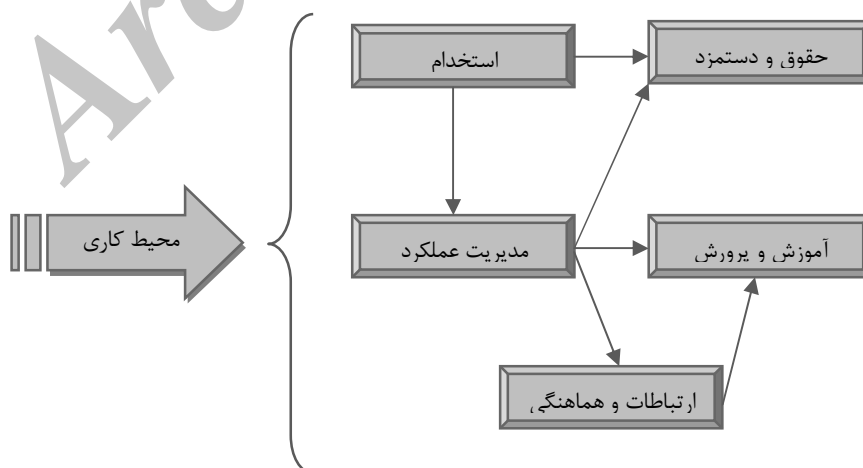 استخدام
حقوق و دستمزد
محیط کاری
مدیریت عملکرد
آموزش و پرورش
ارتباطات و هماهنگی